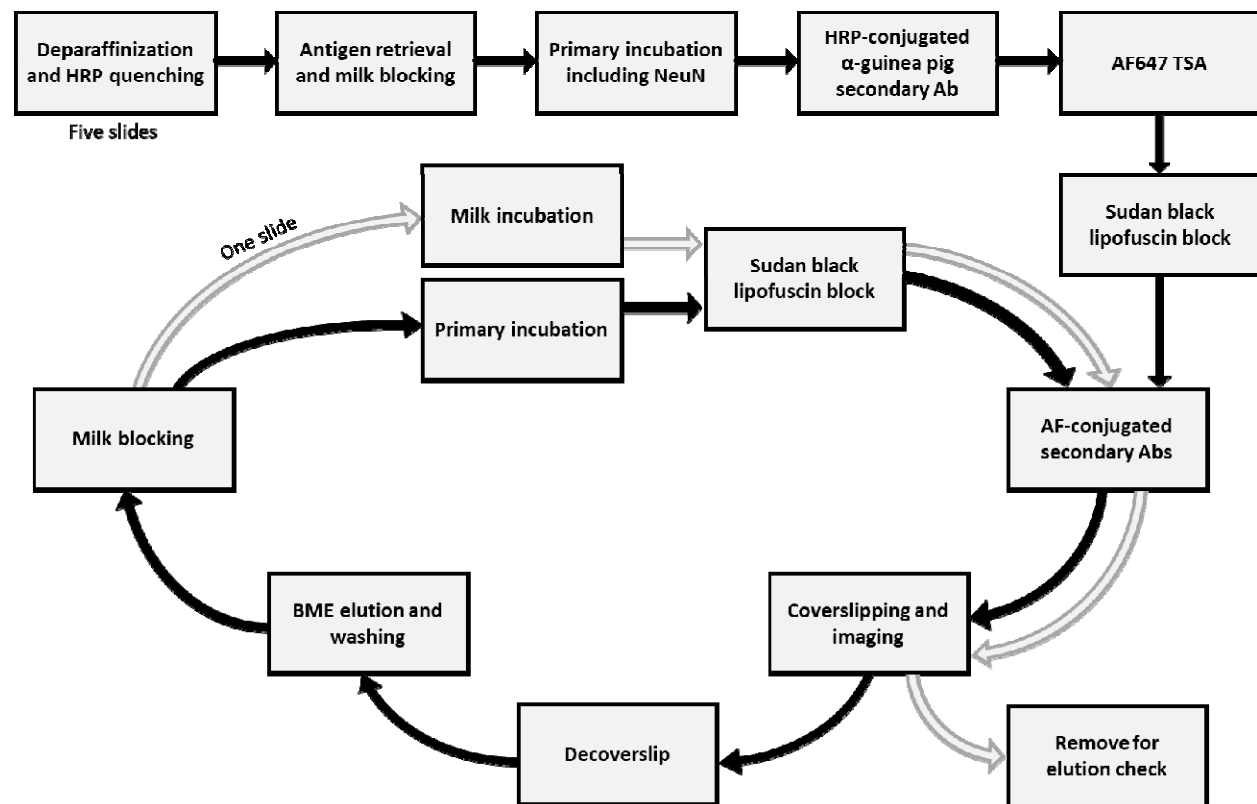 Deparaffinization
and HRP quenching
Antigen retrieval
and milk blocking
Primary incubation
including NeuN
HRP-conjugated
α-guinea pig
secondary Ab
AF647 TSA
Five slides
Sudan black
lipofuscin block
One slide
Milk incubation
Sudan black
lipofuscin block
Primary incubation
Milk blocking
AF-conjugated
secondary Abs
BME elution and
washing
Coverslipping and
imaging
Decoverslip
Remove for
elution check